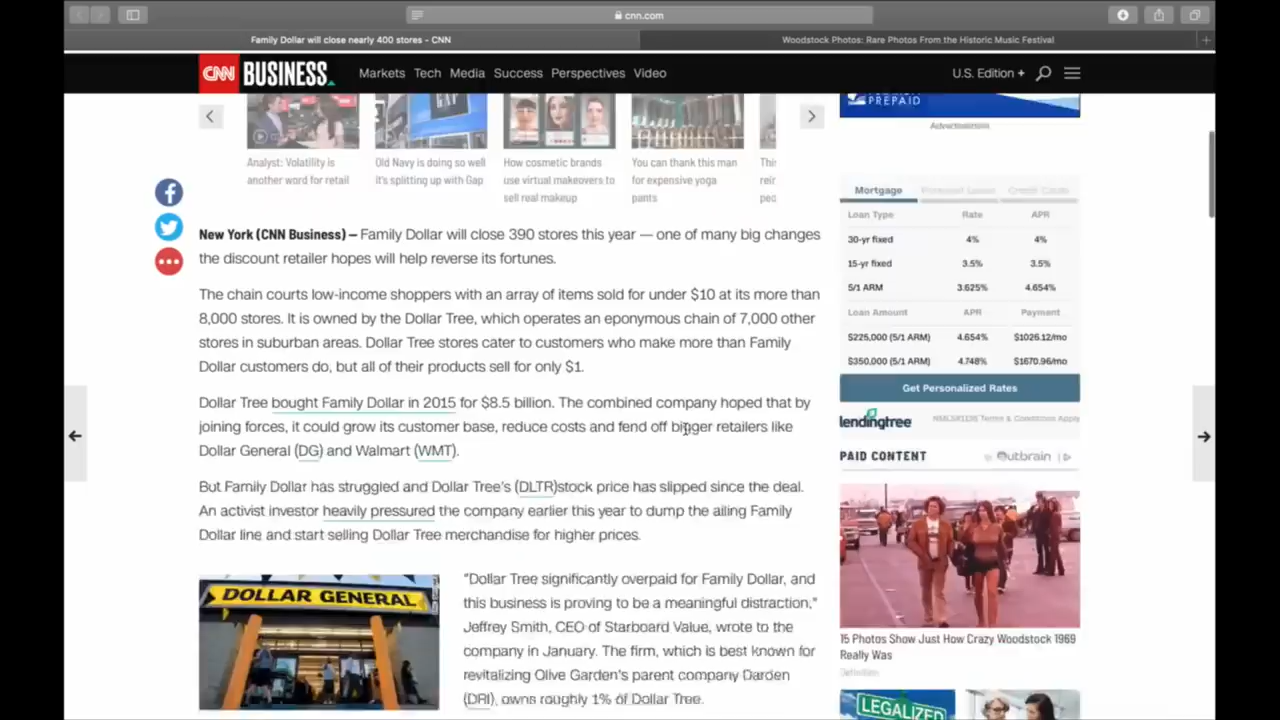 cnn.com
Family Dollar will close nearly 400 stores - CNN
Woodstock Photos: Rare Photos From the Historic Music Festival
CNN BUSINESS
Markets Tech Media Success Perspectives Video
U.S. Edition +
GAP
PREPAID
Advertisement
Analyst: Volatility is
another word for retail
Old Navy is doing so well
it's splitting up with Gap
How cosmetic brands
use virtual makeovers to
sell real makeup
You can thank this man
for expensive yoga
pants
New York (CNN Business) — Family Dollar will close 390 stores this year — one of many big changes
the discount retailer hopes will help reverse its fortunes.
The chain courts low-income shoppers with an array of items sold for under $10 at its more than
8,000 stores. It is owned by the Dollar Tree, which operates an eponymous chain of 7,000 other
stores in suburban areas. Dollar Tree stores cater to customers who make more than Family
Dollar customers do, but all of their products sell for only $1.
Dollar Tree bought Family Dollar in 2015 for $8.5 billion. The combined company hoped that by
joining forces, it could grow its customer base, reduce costs and fend off bigger retailers like
Dollar General (DG) and Walmart (WMT).
But Family Dollar has struggled and Dollar Tree's (DLTR)stock price has slipped since the deal.
An activist investor heavily pressured the company earlier this year to dump the ailing Family
Dollar line and start selling Dollar Tree merchandise for higher prices.
DOLLAR GENERAL
"Dollar Tree significantly overpaid for Family Dollar, and
this business is proving to be a meaningful distraction,"
Jeffrey Smith, CEO of Starboard Value, wrote to the
company in January. The firm, which is best known for
revitalizing Olive Garden's parent company Darden
(DRI), owns roughly 1% of Dollar Tree.
Mortgage Personal Loans Credit Cards
Loan Type Rate APR
30-yr fixed 4% 4%
15-yr fixed 3.5% 3.5%
5/1 ARM 3.625% 4.654%
Loan Amount APR Payment
$225,000 (5/1 ARM) 4.654% $1026.12/mo
$350,000 (5/1 ARM) 4.748% $1670.96/mo
Get Personalized Rates
lendingtree
Terms & Conditions Apply
PAID CONTENT
by Outbrain
15 Photos Show Just How Crazy Woodstock 1969
Really Was
Definition
LEGALIZED